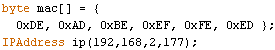 byte mac[] = {
  0xDE, 0xAD, 0xBE, 0xEF, 0xFE, 0xED };
IPAddress ip(192,168,2,177);